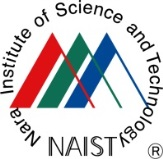 Nara Institute of Science and Technology
NAIST ®